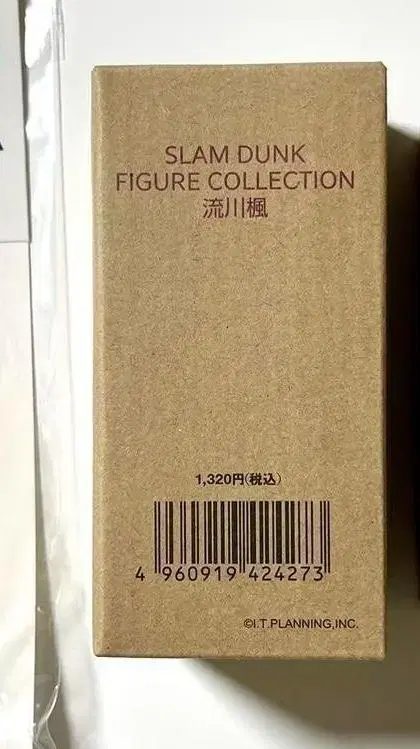 SLAM DUNK
FIGURE COLLECTION
流川楓
1,320円(税込)
4 960919 424273
©I.T.PLANNING,INC.